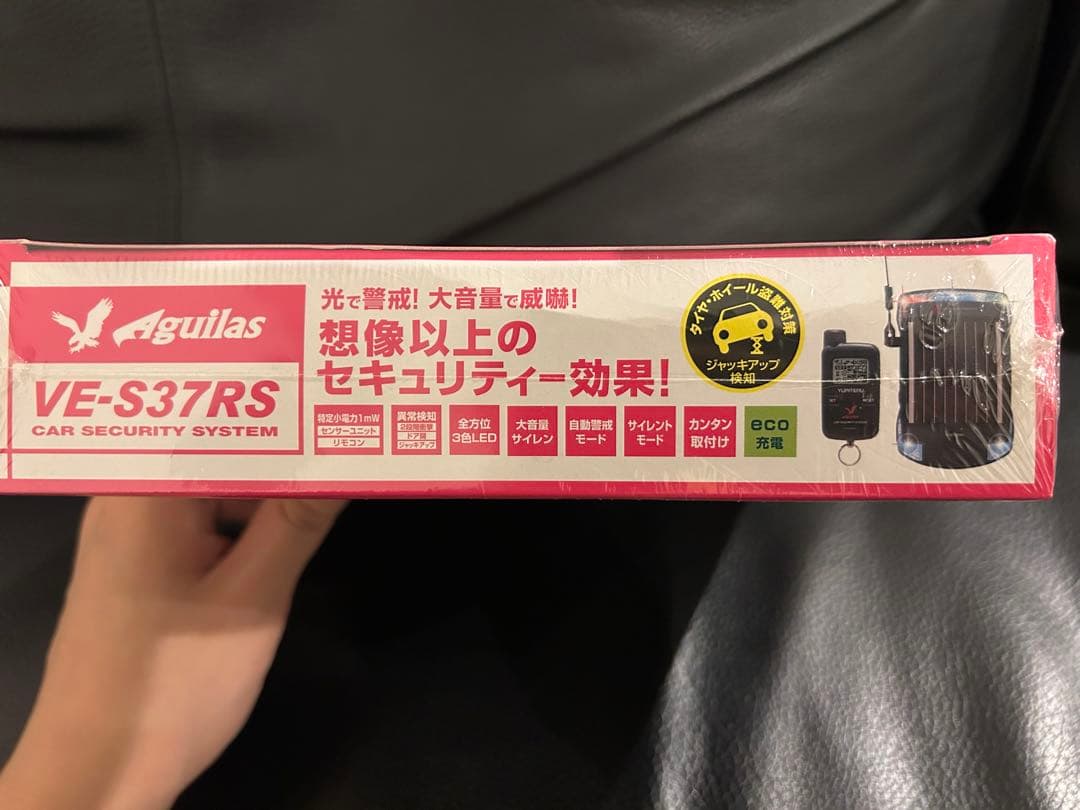 Aguilas
VE-S37RS
CAR SECURITY SYSTEM
光で警戒!大音量で威嚇!
想像以上の
セキュリティー効果!
特定小電力1mW
センサーユニット
リモコン
異常検知
2段階衝撃
ドア開
ジャッキアップ
全方位
3色LED
大音量
サイレン
自動警戒
モード
サイレント
モード
カンタン
取付け
eco
充電
タイヤ・ホイール盗難対策
ジャッキアップ
検知
YUPITERU